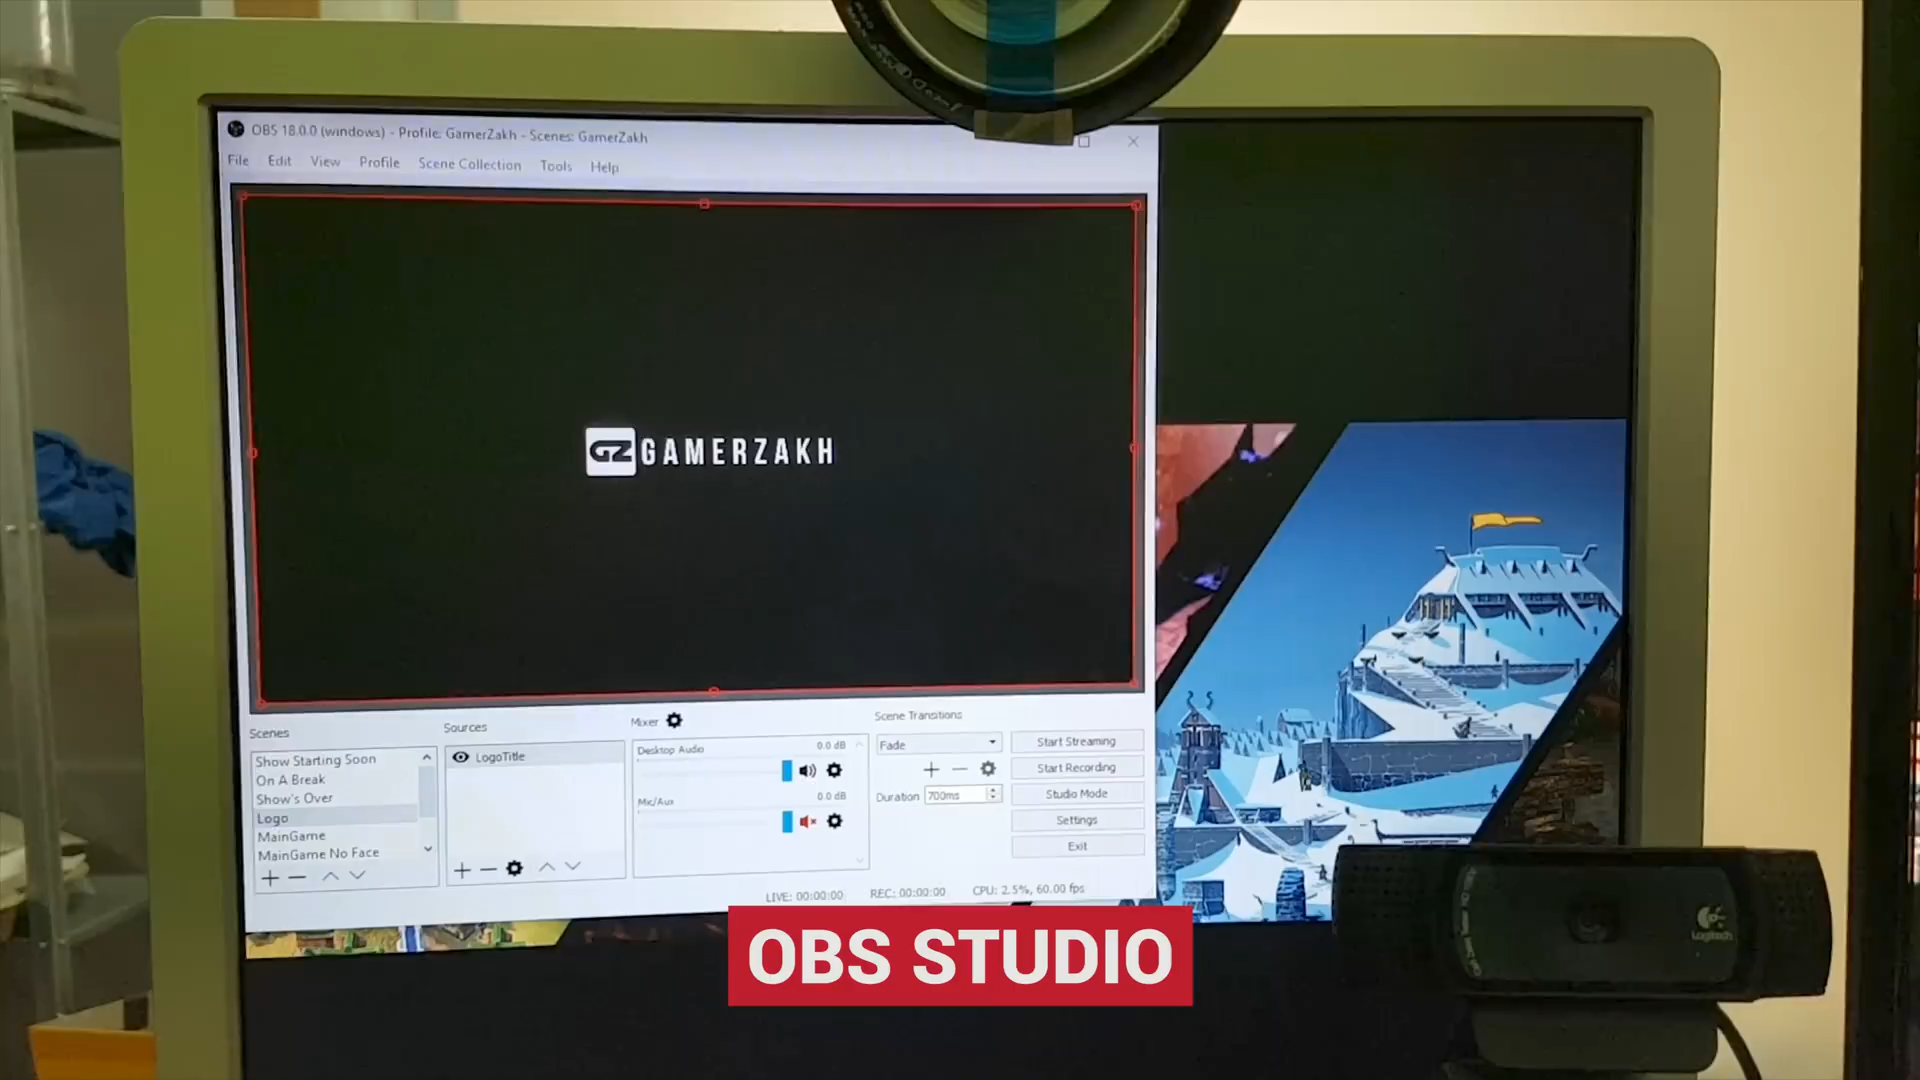 OBS 18.0.0 (windows) - Profile: GamerZakh - Scenes: GamerZakh
File Edit View Profile Scene Collection Tools Help
GZ GAMERZAKH
Scenes
Show Starting Soon
On A Break
Show's Over
Logo
MainGame
MainGame No Face
Sources
LogoTitle
Mixer
Desktop Audio 0.0 dB
Mic/Aux 0.0 dB
Scene Transitions
Fade
Duration 700ms
Start Streaming
Start Recording
Studio Mode
Settings
Exit
LIVE: 00:00:00 REC: 00:00:00 CPU: 2.5%, 60.00 fps
OBS STUDIO
Logitech